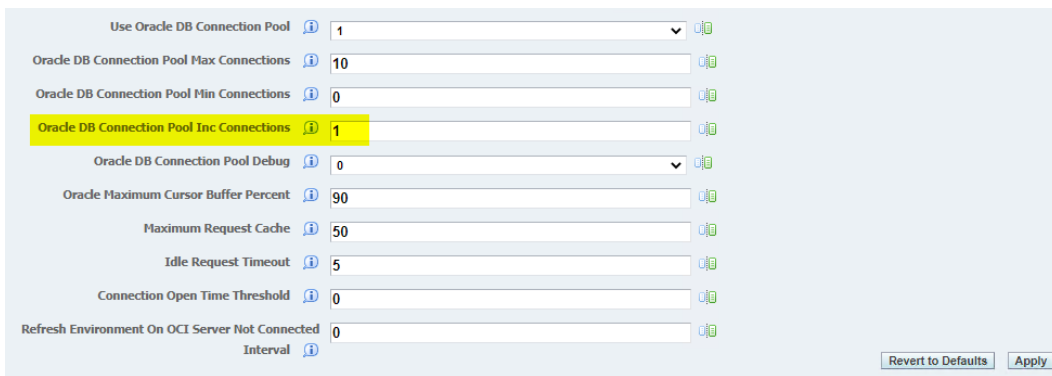 Use Oracle DB Connection Pool 1
Oracle DB Connection Pool Max Connections 10
Oracle DB Connection Pool Min Connections 0
Oracle DB Connection Pool Inc Connections 1
Oracle DB Connection Pool Debug 0
Oracle Maximum Cursor Buffer Percent 90
Maximum Request Cache 50
Idle Request Timeout 5
Connection Open Time Threshold 0
Refresh Environment On OCI Server Not Connected 0
Interval
Revert to Defaults Apply